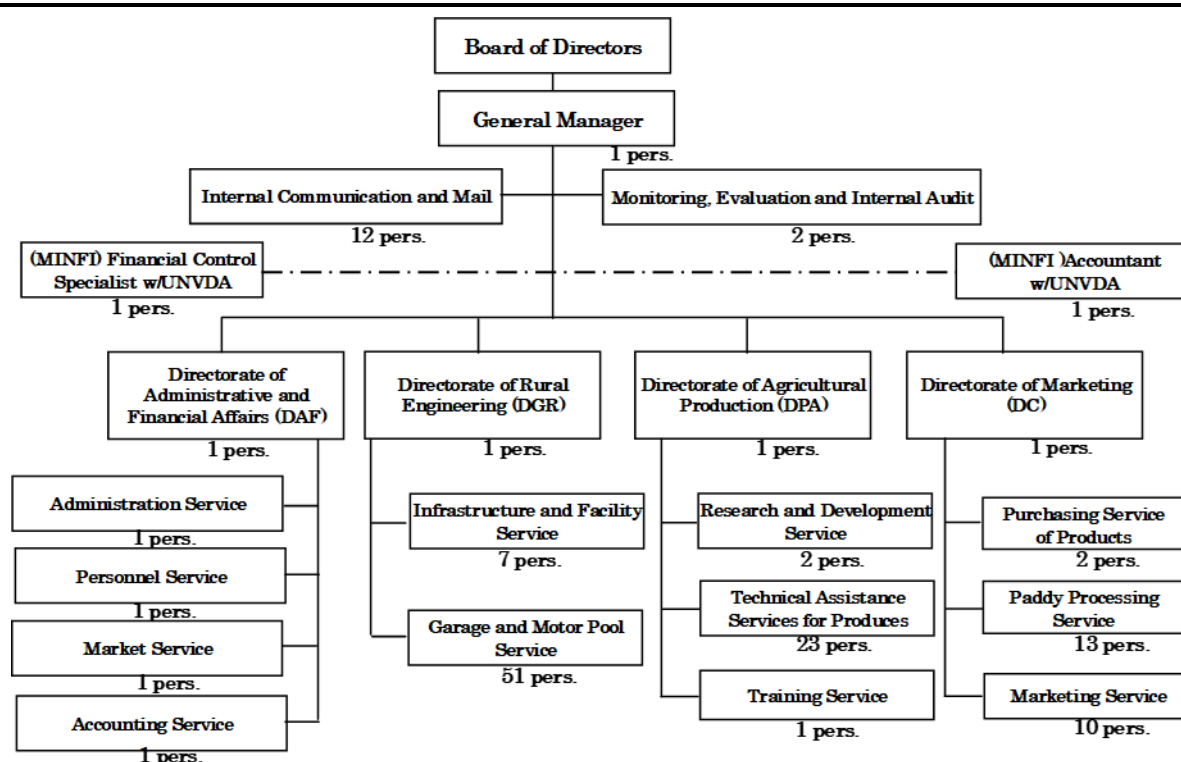 Board of Directors
General Manager
1 pers.
Internal Communication and Mail
12 pers.
Monitoring, Evaluation and Internal Audit
2 pers.
(MINFI) Financial Control
Specialist w/UNVDA
1 pers.
(MINFI )Accountant
w/UNVDA
1 pers.
Directorate of
Administrative and
Financial Affairs (DAF)
1 pers.
Directorate of Rural
Engineering (DGR)
1 pers.
Directorate of Agricultural
Production (DPA)
1 pers.
Directorate of Marketing
(DC)
1 pers.
Administration Service
1 pers.
Personnel Service
1 pers.
Market Service
1 pers.
Accounting Service
1 pers.
Infrastructure and Facility
Service
7 pers.
Garage and Motor Pool
Service
51 pers.
Research and Development
Service
2 pers.
Technical Assistance
Services for Produces
23 pers.
Training Service
1 pers.
Purchasing Service
of Products
2 pers.
Paddy Processing
Service
13 pers.
Marketing Service
10 pers.